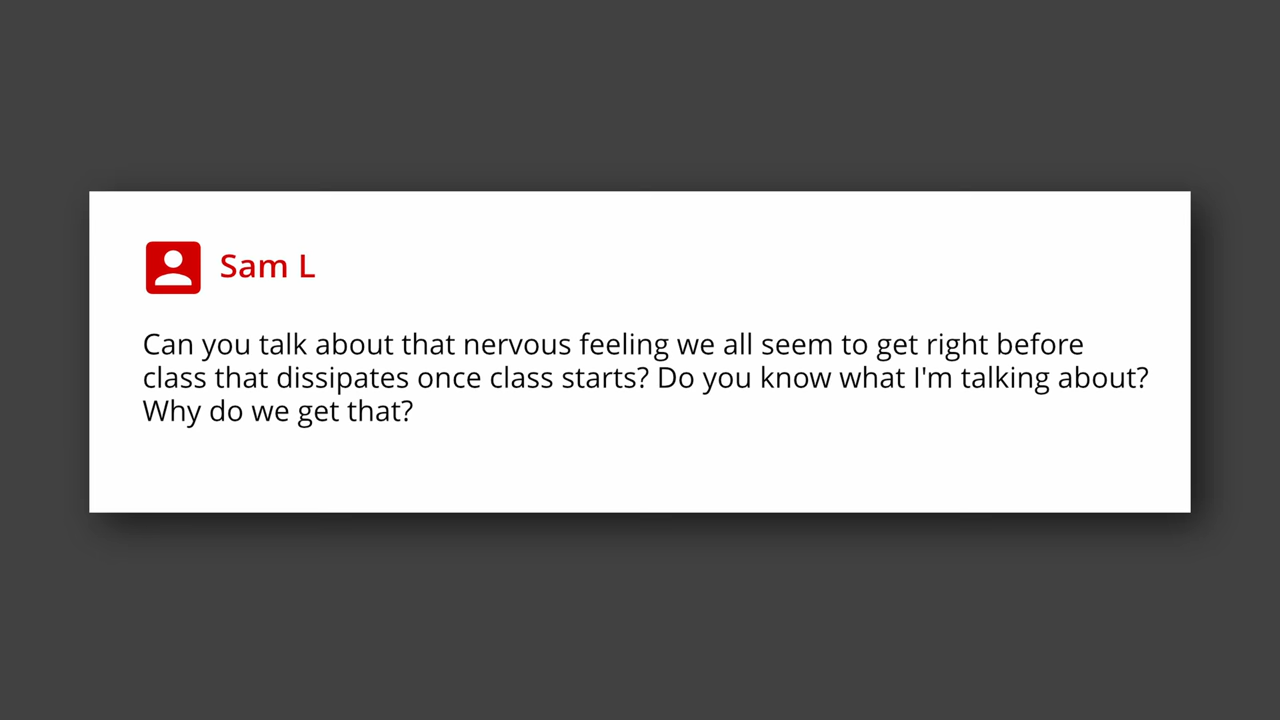 Sam L
Can you talk about that nervous feeling we all seem to get right before
class that dissipates once class starts? Do you know what I'm talking about?
Why do we get that?